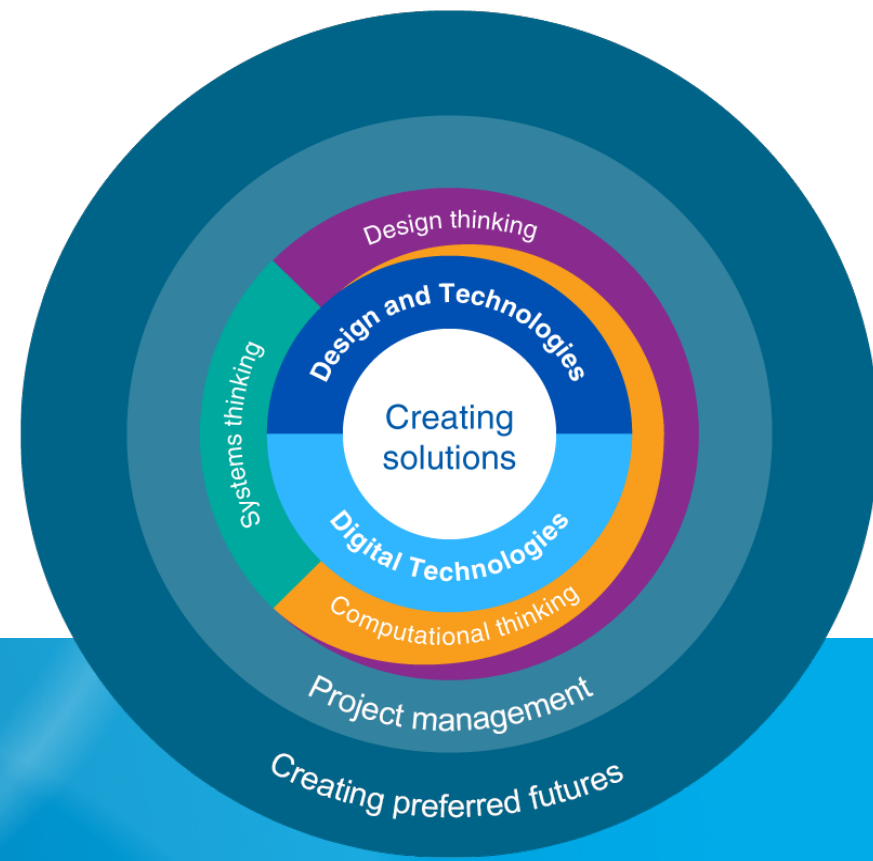 Design thinking
Design and Technologies
Systems thinking
Creating
solutions
Digital Technologies
Computational thinking
Project management
Creating preferred futures